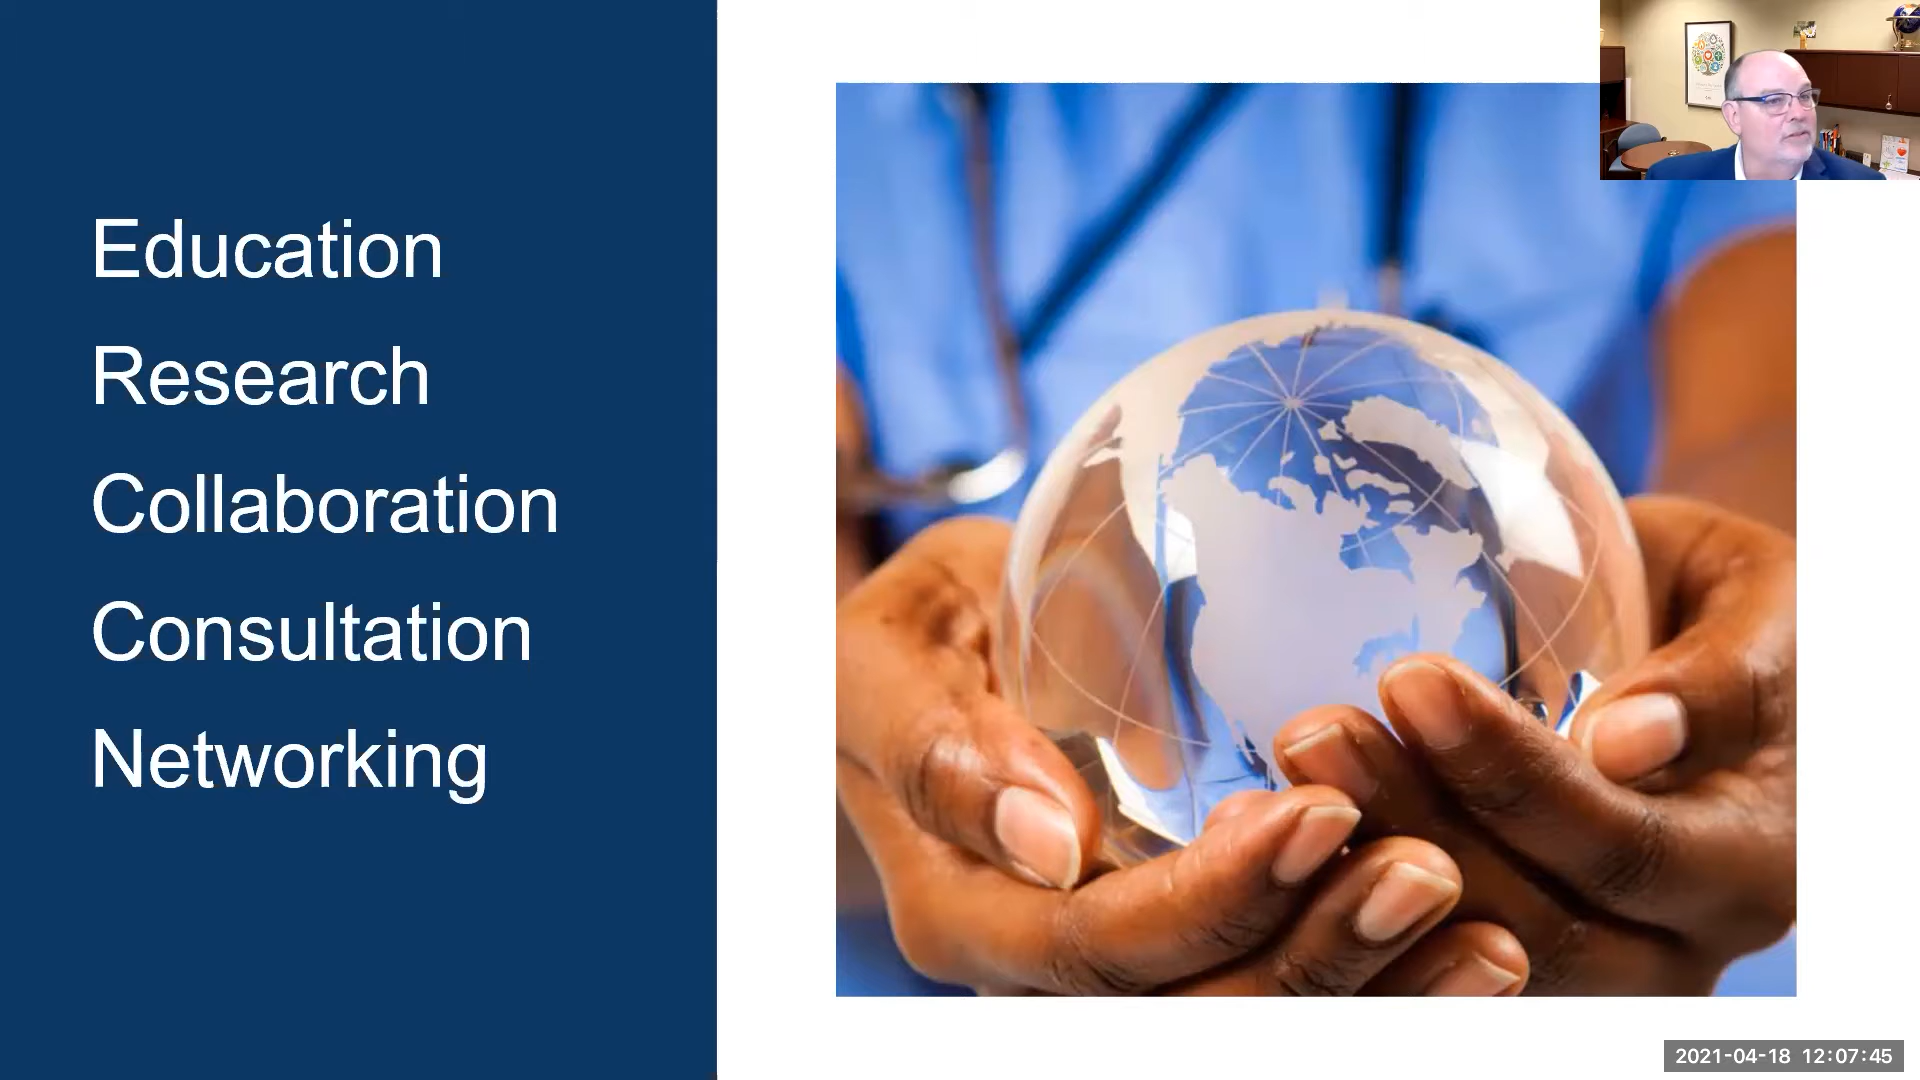 Education
Research
Collaboration
Consultation
Networking
2021-04-18 12:07:45